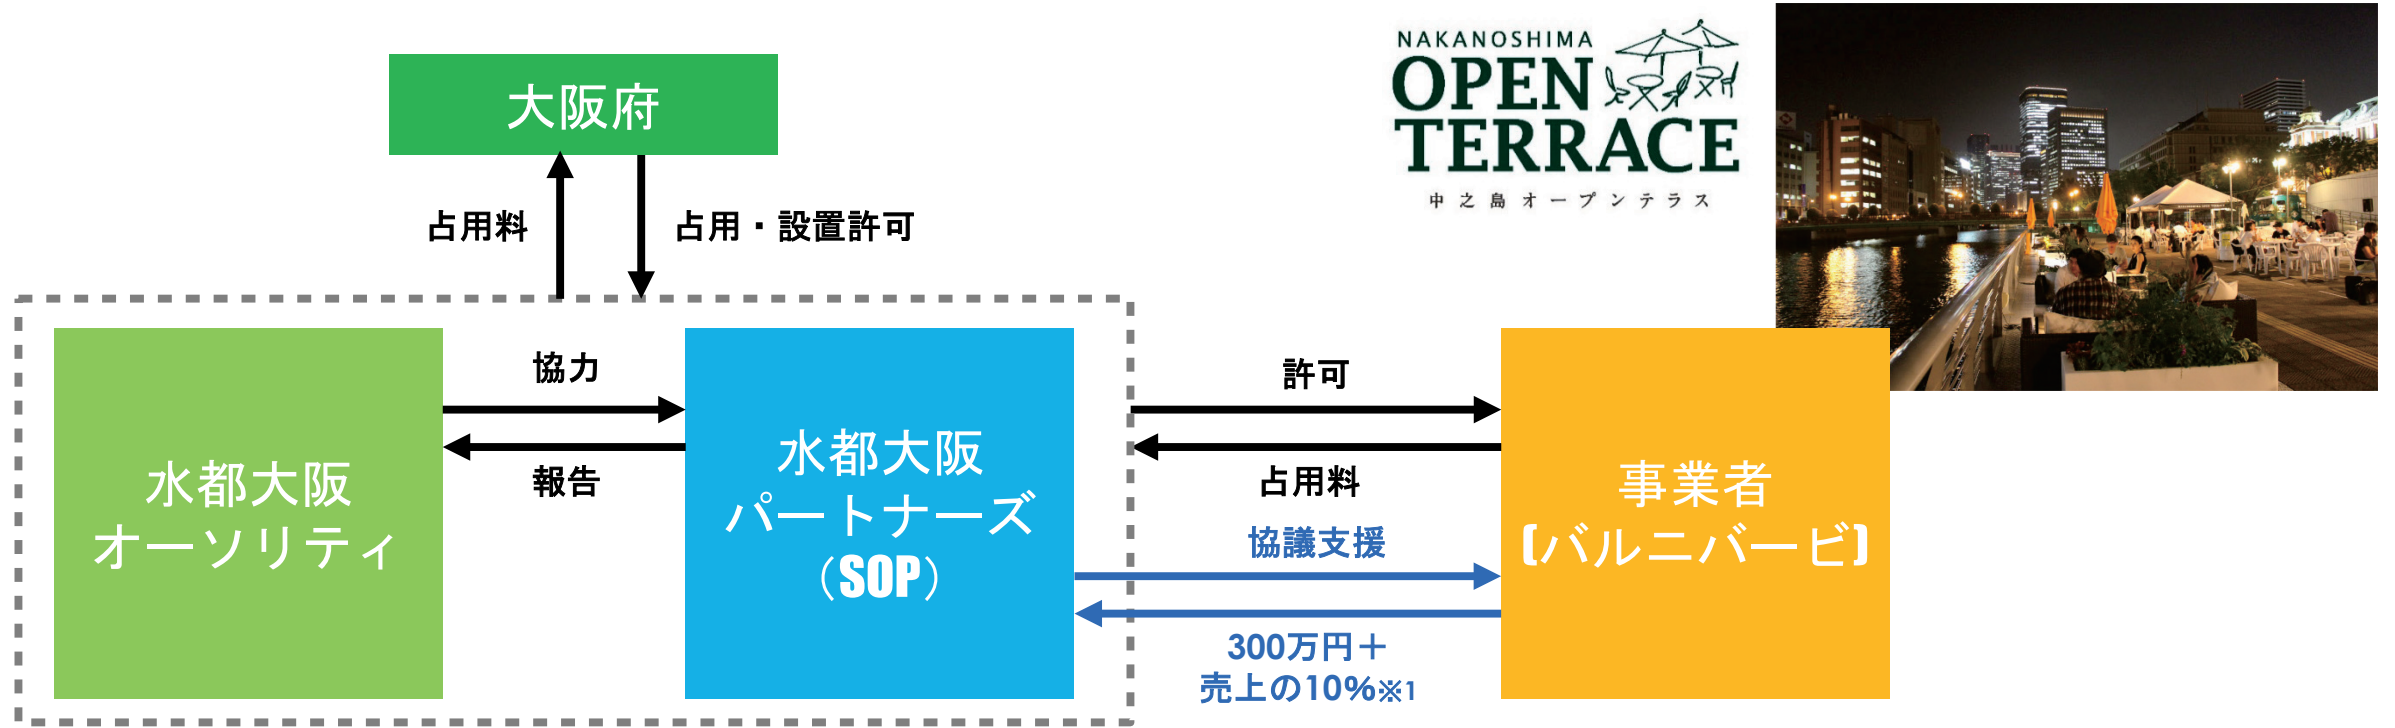 大阪府
NAKANOSHIMA
OPEN
TERRACE
中之島オープンテラス
占用料
占用・設置許可
水都大阪
オーソリティ
協力
報告
水都大阪
パートナーズ
（SOP）
許可
占用料
協議支援
300万円＋
売上の10%※1
事業者
(バルニバービ)